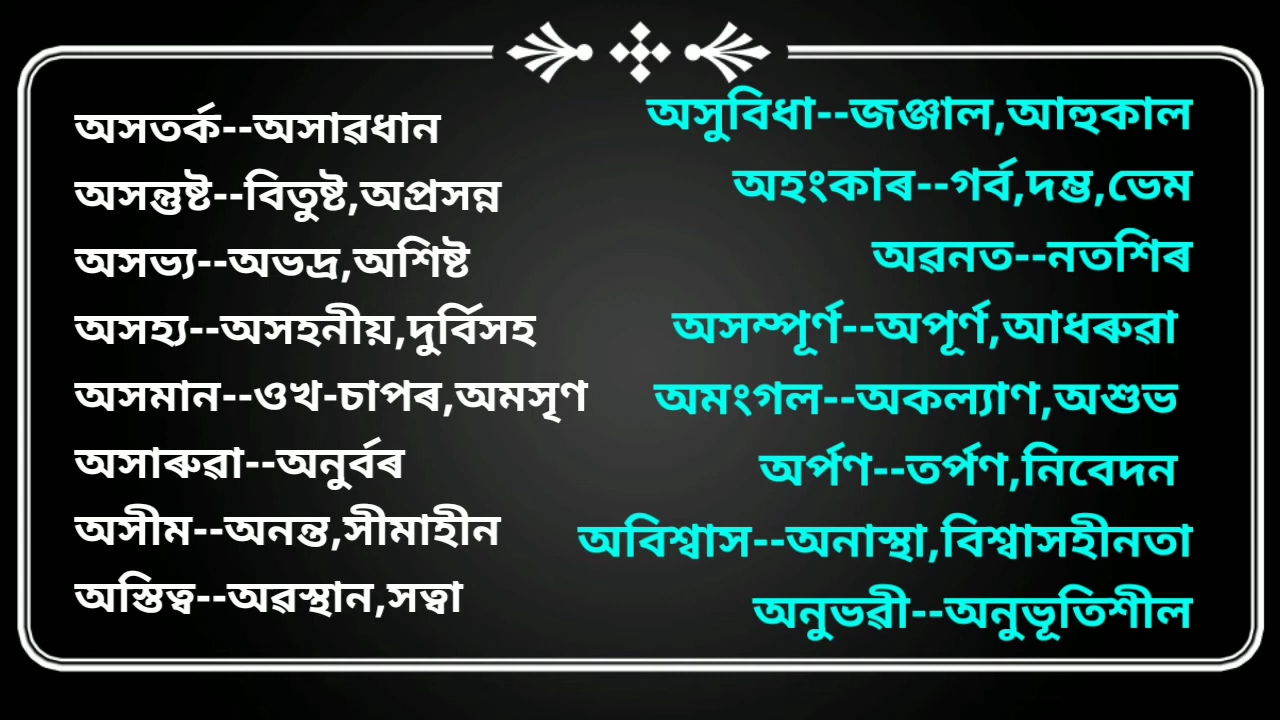 অসতৰ্ক--অসাৱধান
অসন্তুষ্ট--বিতুষ্ট,অপ্ৰসন্ন
অসভ্য--অভদ্ৰ,অশিষ্ট
অসহ্য--অসহনীয়,দুৰ্বিসহ
অসমান--ওখ-চাপৰ,অমসৃণ
অসাৰুৱা--অনুৰ্বৰ
অসীম--অনন্ত,সীমাহীন
অস্তিত্ব--অৱস্থান,সত্বা
অসুবিধা--জঞ্জাল,আহুকাল
অহংকাৰ--গৰ্ব,দম্ভ,ভেম
অৱনত--নতশিৰ
অসম্পূৰ্ণ--অপূৰ্ণ,আধৰুৱা
অমংগল--অকল্যাণ,অশুভ
অৰ্পণ--তৰ্পণ,নিবেদন
অবিশ্বাস--অনাস্থা,বিশ্বাসহীনতা
অনুভৱী--অনুভূতিশীল